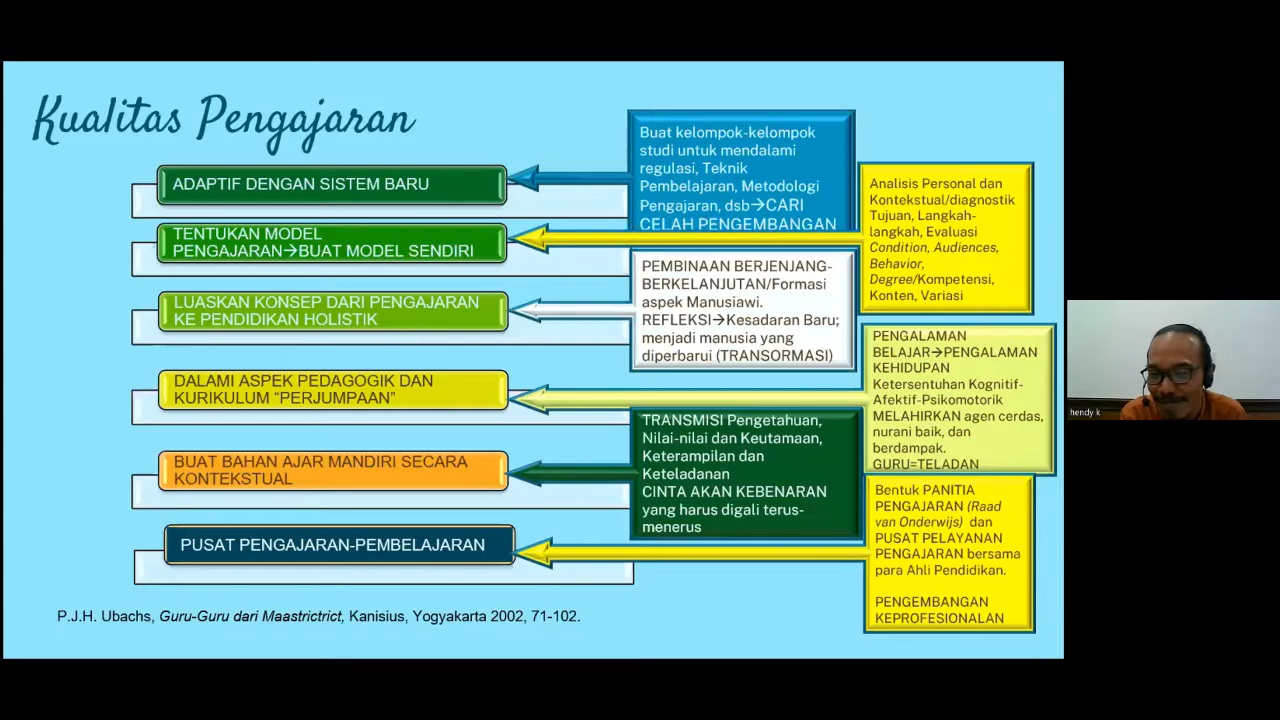 Kualitas Pengajaran
ADAPTIF DENGAN SISTEM BARU
Buat kelompok-kelompok
studi untuk mendalami
regulasi, Teknik
Pembelajaran, Metodologi
Pengajaran, dsb→CARI
CELAH PENGEMBANGAN
TENTUKAN MODEL
PENGAJARAN→BUAT MODEL SENDIRI
Analisis Personal dan
Kontekstual/diagnostik
Tujuan, Langkah-
langkah, Evaluasi
Condition, Audiences,
Behavior,
Degree/Kompetensi,
Konten, Variasi
LUASKAN KONSEP DARI PENGAJARAN
KE PENDIDIKAN HOLISTIK
PEMBINAAN BERJENJANG-
BERKELANJUTAN/Formasi
aspek Manusiawi.
REFLEKSI→Kesadaran Baru;
menjadi manusia yang
diperbarui (TRANSORMASI)
DALAMI ASPEK PEDAGOGIK DAN
KURIKULUM “PERJUMPAAN”
PENGALAMAN
BELAJAR→PENGALAMAN
KEHIDUPAN
Ketersentuhan Kognitif-
Afektif-Psikomotorik
MELAHIRKAN agen cerdas,
nurani baik, dan
berdampak.
GURU=TELADAN
BUAT BAHAN AJAR MANDIRI SECARA
KONTEKSTUAL
TRANSMISI Pengetahuan,
Nilai-nilai dan Keutamaan,
Keterampilan dan
Keteladanan
CINTA AKAN KEBENARAN
yang harus digali terus-
menerus
PUSAT PENGAJARAN-PEMBELAJARAN
Bentuk PANITIA
PENGAJARAN (Raad
van Onderwijs) dan
PUSAT PELAYANAN
PENGAJARAN bersama
para Ahli Pendidikan.
PENGEMBANGAN
KEPROFESIONALAN
P.J.H. Ubachs, Guru-Guru dari Maastrictrict, Kanisius, Yogyakarta 2002, 71-102.
hendy k